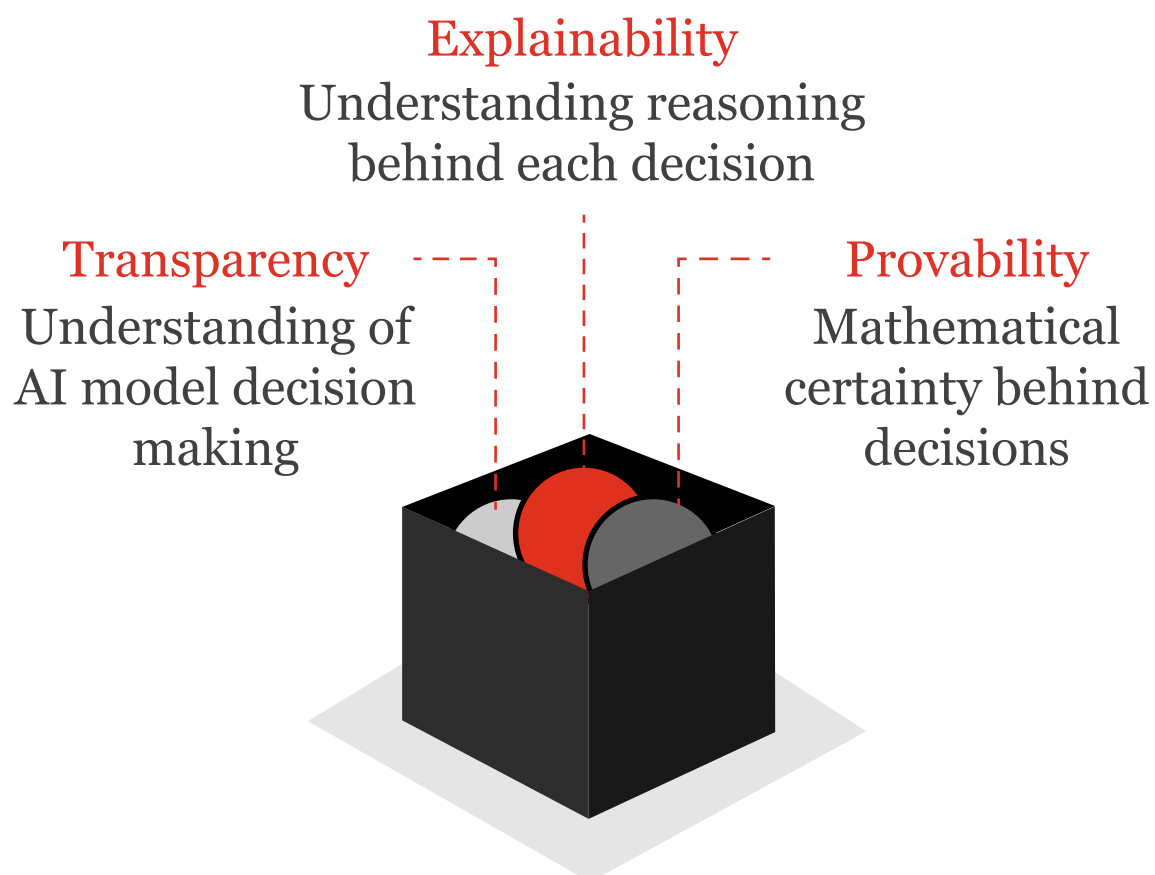 Explainability
Understanding reasoning
behind each decision
Transparency
Understanding of
AI model decision
making
Provability
Mathematical
certainty behind
decisions